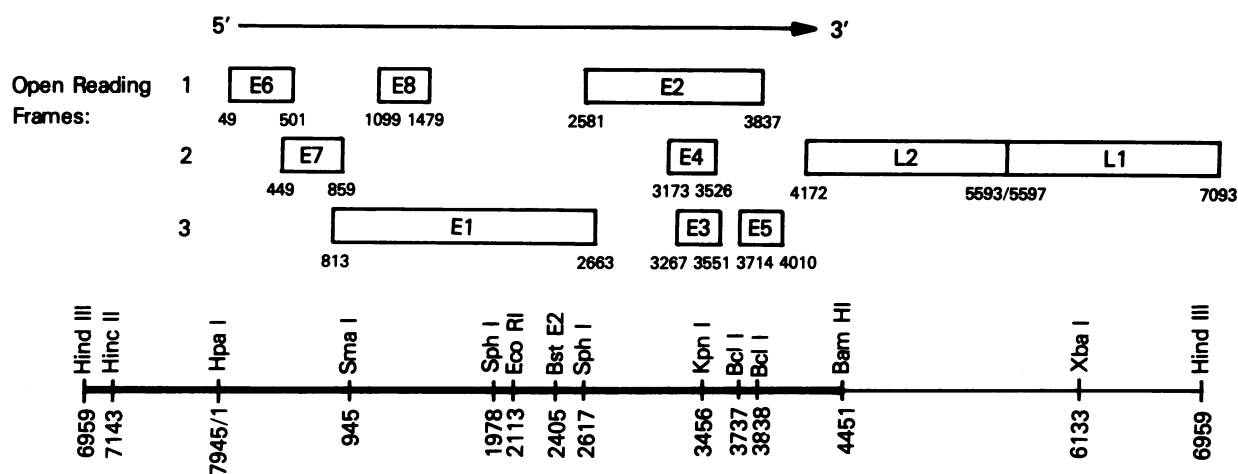 5′ 3′
Open Reading 1 E6 E8 E2
Frames: 49 501 1099 1479 2581 3837
2 E7 E4 L2 L1
449 859 3173 3526 4172 5593/5597 7093
3 E1 E3 E5
813 2663 3267 3551 3714 4010
Hind III Hinc II Hpa I Sma I Sph I Eco RI Bst E2 Sph I Kpn I Bcl I Bcl I Bam HI Xba I Hind III
6959 7143 7945/1 945 1978 2113 2405 2617 3456 3737 3838 4451 6133 6959